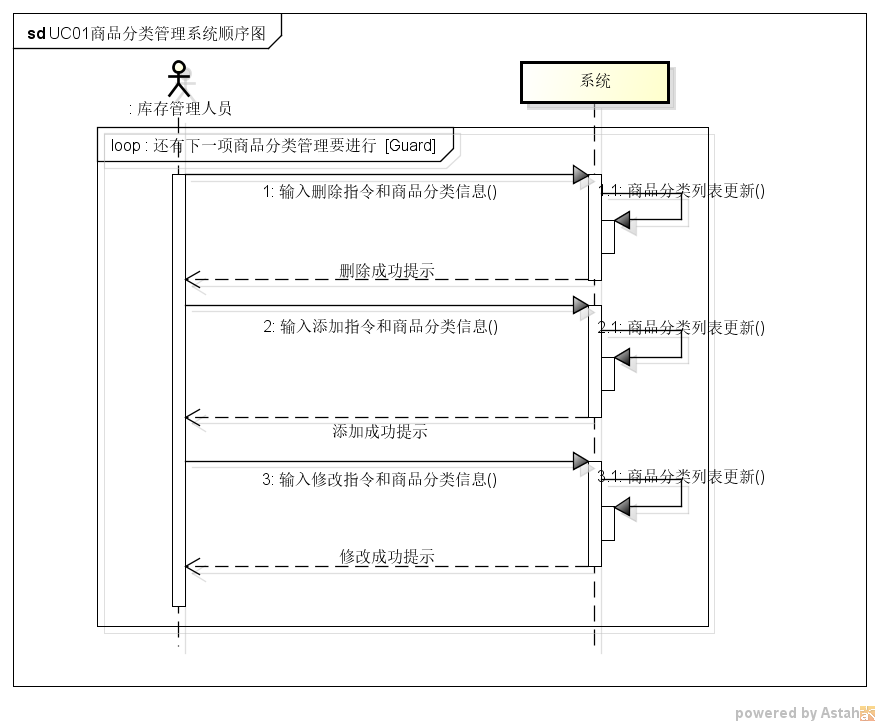 sd UC01商品分类管理系统顺序图
系统
: 库存管理人员
loop : 还有下一项商品分类管理要进行 [Guard]
1: 输入删除指令和商品分类信息()
1.1: 商品分类列表更新()
删除成功提示
2: 输入添加指令和商品分类信息()
2.1: 商品分类列表更新()
添加成功提示
3: 输入修改指令和商品分类信息()
3.1: 商品分类列表更新()
修改成功提示
powered by Astah